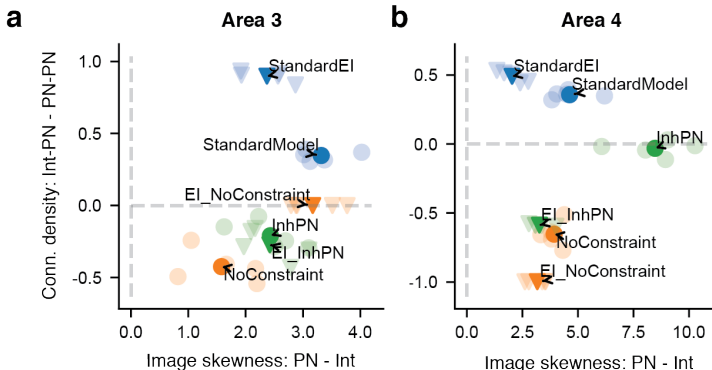 a
Area 3
Conn. density: Int-PN - PN-PN
1.0
0.5
0.0
-0.5
StandardEI
StandardModel
EI_NoConstraint
InhPN
EI_InhPN
NoConstraint
0.0 1.0 2.0 3.0 4.0
Image skewness: PN - Int
b
Area 4
0.5
0.0
-0.5
-1.0
StandardEI
StandardModel
InhPN
EI_InhPN
NoConstraint
EI_NoConstraint
0.0 2.5 5.0 7.5 10.0
Image skewness: PN - Int